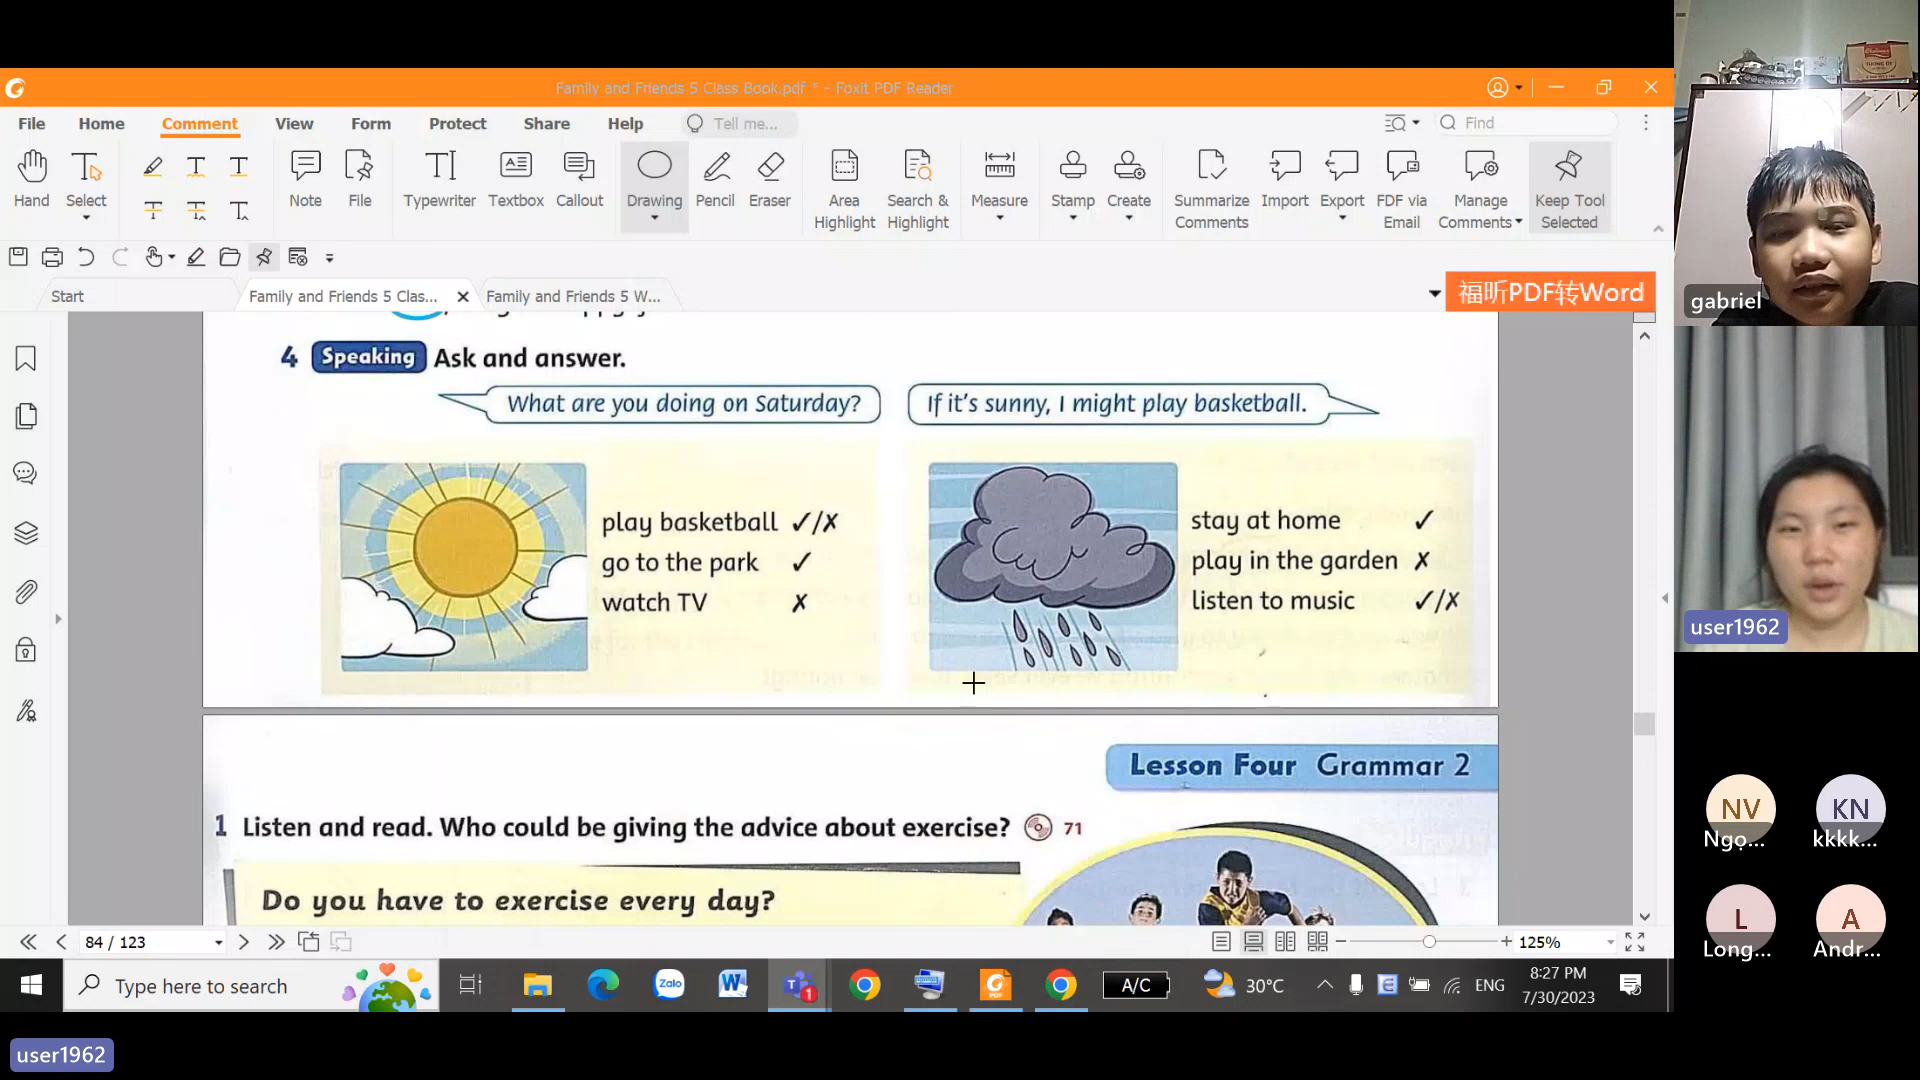 Family and Friends 5 Class Book.pdf * - Foxit PDF Reader
File Home Comment View Form Protect Share Help Tell me... Find
Hand Select Note File Typewriter Textbox Callout Drawing Pencil Eraser Area Highlight Search & Highlight Measure Stamp Create Summarize Comments Import Export FDF via Email Manage Comments Keep Tool Selected
Start Family and Friends 5 Clas... Family and Friends 5 W... 福昕PDF转Word
4 Speaking Ask and answer.
What are you doing on Saturday? If it's sunny, I might play basketball.
play basketball ✓/✗
go to the park ✓
watch TV ✗
stay at home ✓
play in the garden ✗
listen to music ✓/✗
Lesson Four Grammar 2
1 Listen and read. Who could be giving the advice about exercise? 71
Do you have to exercise every day?
84 / 123 125%
Type here to search Zalo A/C 30°C ENG 8:27 PM
7/30/2023
user1962
gabriel
user1962
NV KN
Ngọ... kkkk...
L A
Long... Andr...